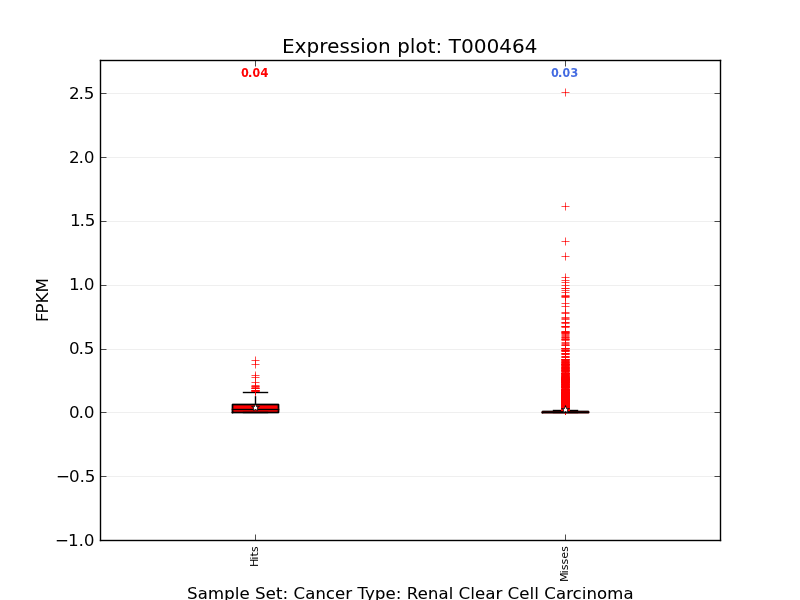 Expression plot: T000464
0.04 0.03
2.5
2.0
1.5
1.0
0.5
0.0
−0.5
−1.0
FPKM
Hits
Misses
Sample Set: Cancer Type: Renal Clear Cell Carcinoma